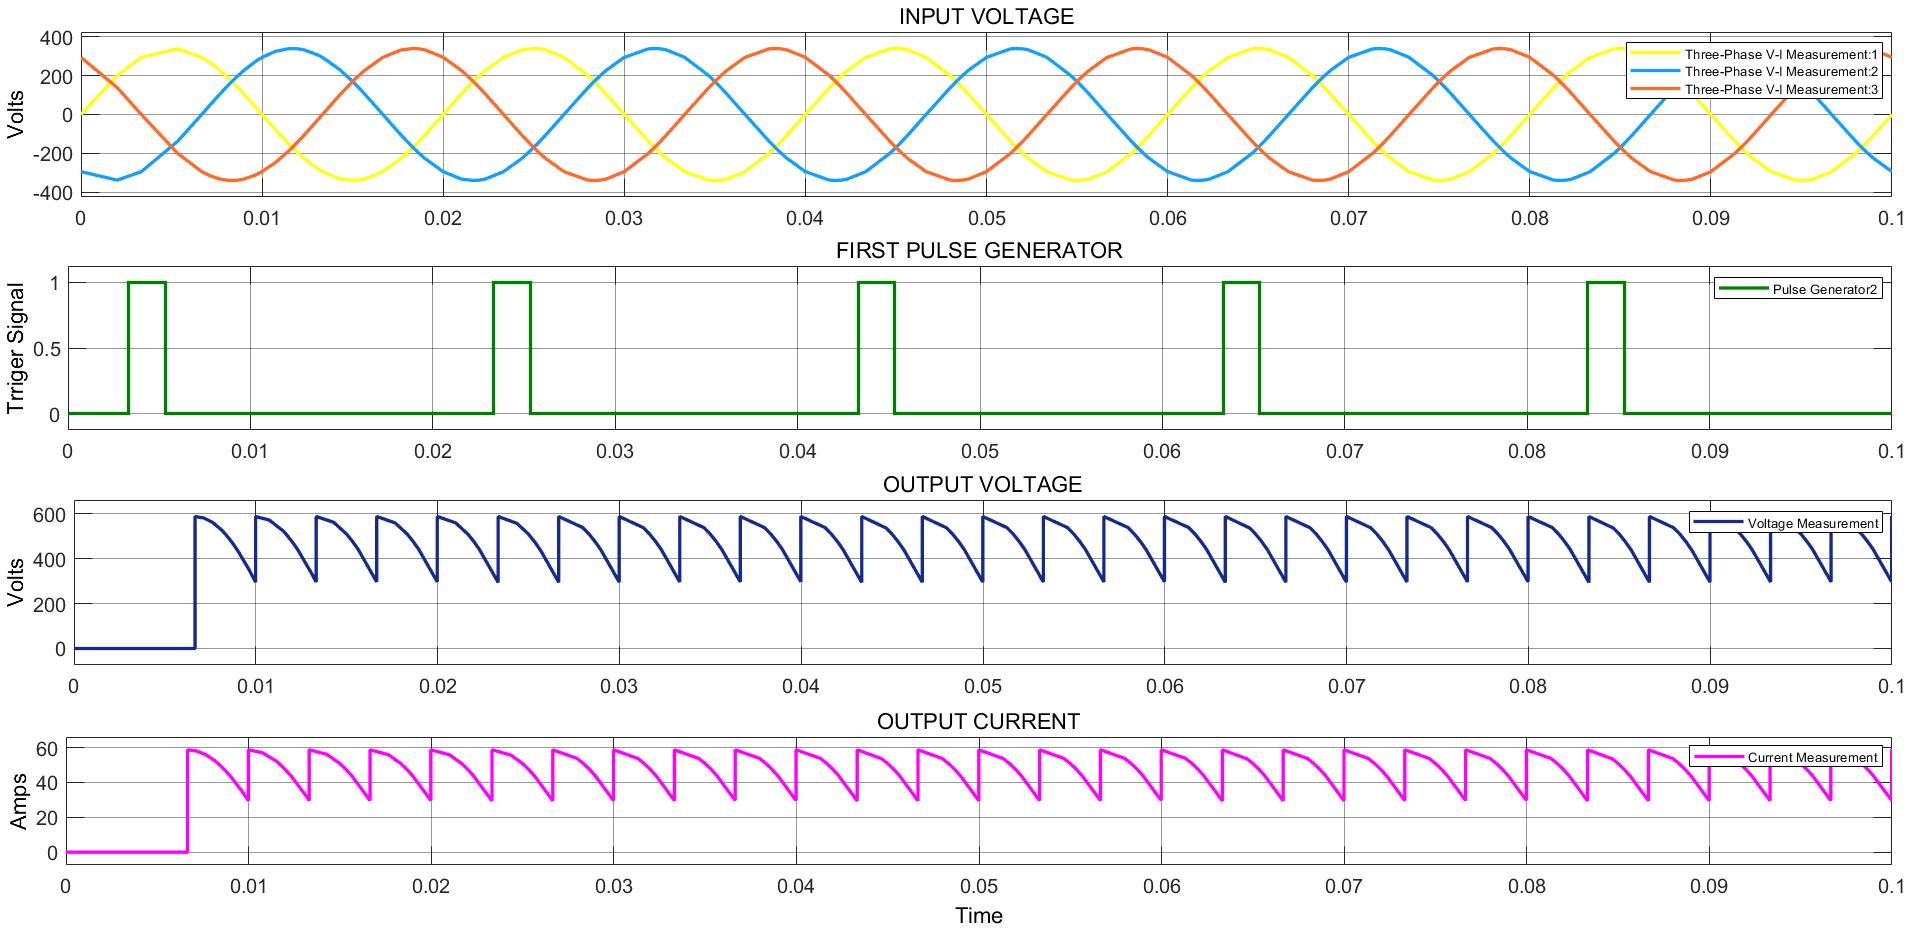 INPUT VOLTAGE
400
200
0
-200
-400
Volts
Three-Phase V-I Measurement:1
Three-Phase V-I Measurement:2
Three-Phase V-I Measurement:3
0 0.01 0.02 0.03 0.04 0.05 0.06 0.07 0.08 0.09 0.1
FIRST PULSE GENERATOR
1
0.5
0
Trrriger Signal
Pulse Generator2
0 0.01 0.02 0.03 0.04 0.05 0.06 0.07 0.08 0.09 0.1
OUTPUT VOLTAGE
600
400
200
0
Volts
Voltage Measurement
0 0.01 0.02 0.03 0.04 0.05 0.06 0.07 0.08 0.09 0.1
OUTPUT CURRENT
60
40
20
0
Amps
Current Measurement
0 0.01 0.02 0.03 0.04 0.05 0.06 0.07 0.08 0.09 0.1
Time